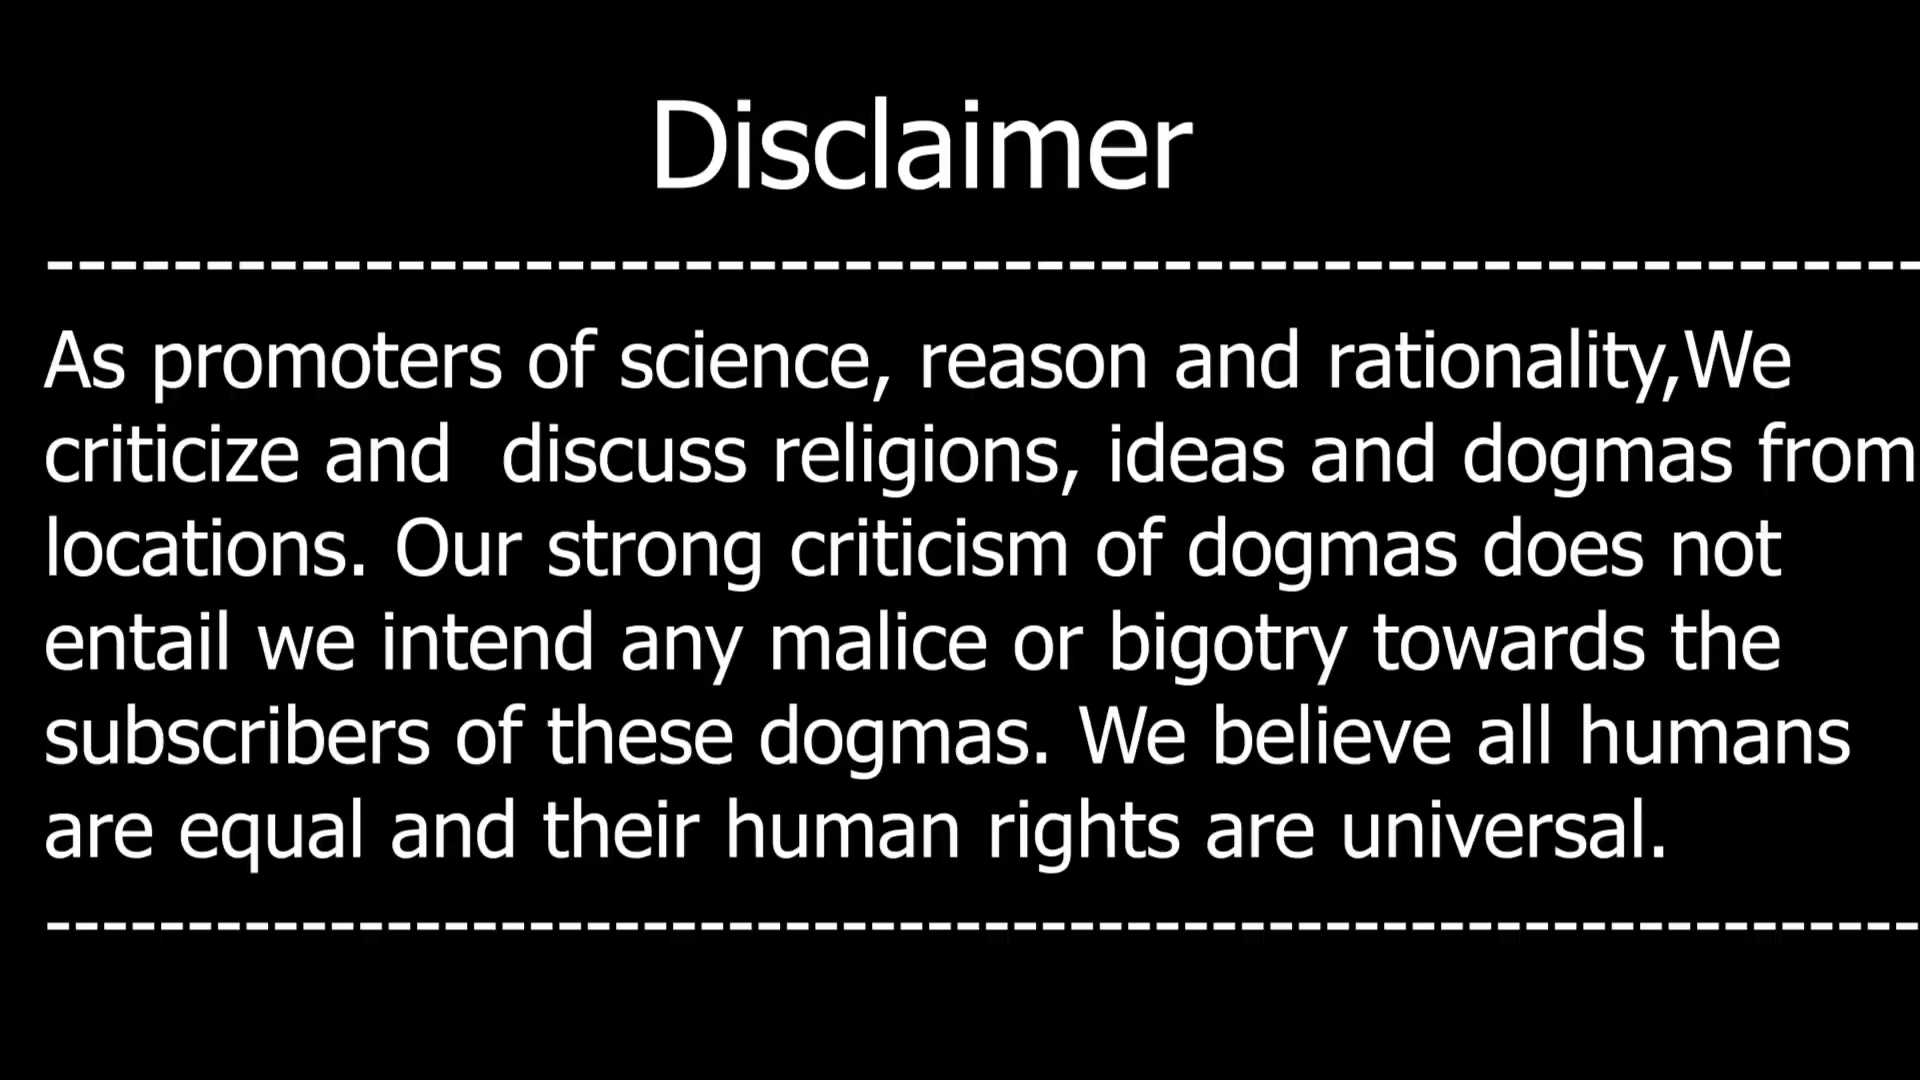 Disclaimer
-----------------------------------------------------------
As promoters of science, reason and rationality,We
criticize and  discuss religions, ideas and dogmas from
locations. Our strong criticism of dogmas does not
entail we intend any malice or bigotry towards the
subscribers of these dogmas. We believe all humans
are equal and their human rights are universal.
------------------------------------------------------------------